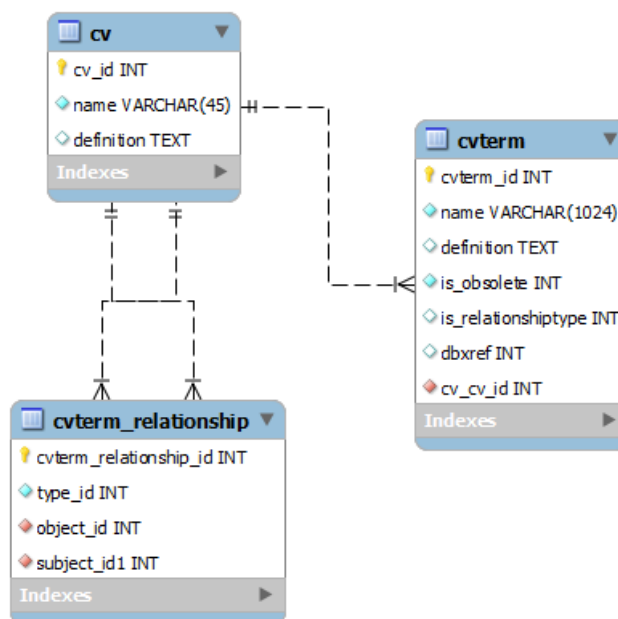 cv
cv_id INT
name VARCHAR(45)
definition TEXT
Indexes
cvterm
cvterm_id INT
name VARCHAR(1024)
definition TEXT
is_obsolete INT
is_relationshiptype INT
dbxref INT
cv_cv_id INT
Indexes
cvterm_relationship
cvterm_relationship_id INT
type_id INT
object_id INT
subject_id1 INT
Indexes